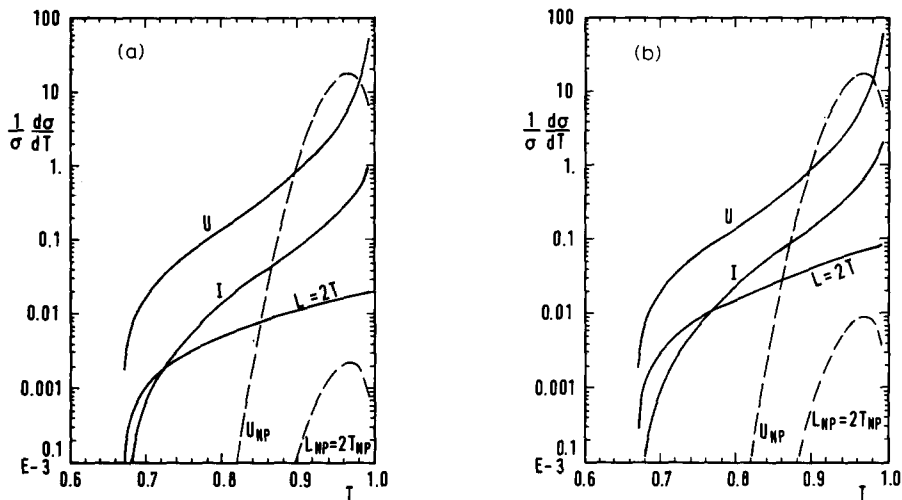 100
10
1.
0.1
0.01
0.001
0.1
E-3
(a)
1/σ dσ/dT
U
I
L=2T
U_NP
L_NP=2T_NP
0.6 0.7 0.8 0.9 1.0
T
100
10
1.
0.1
0.01
0.001
0.1
E-3
(b)
1/σ dσ/dT
U
I
L=2T
U_NP
L_NP=2T_NP
0.6 0.7 0.8 0.9 1.0
T